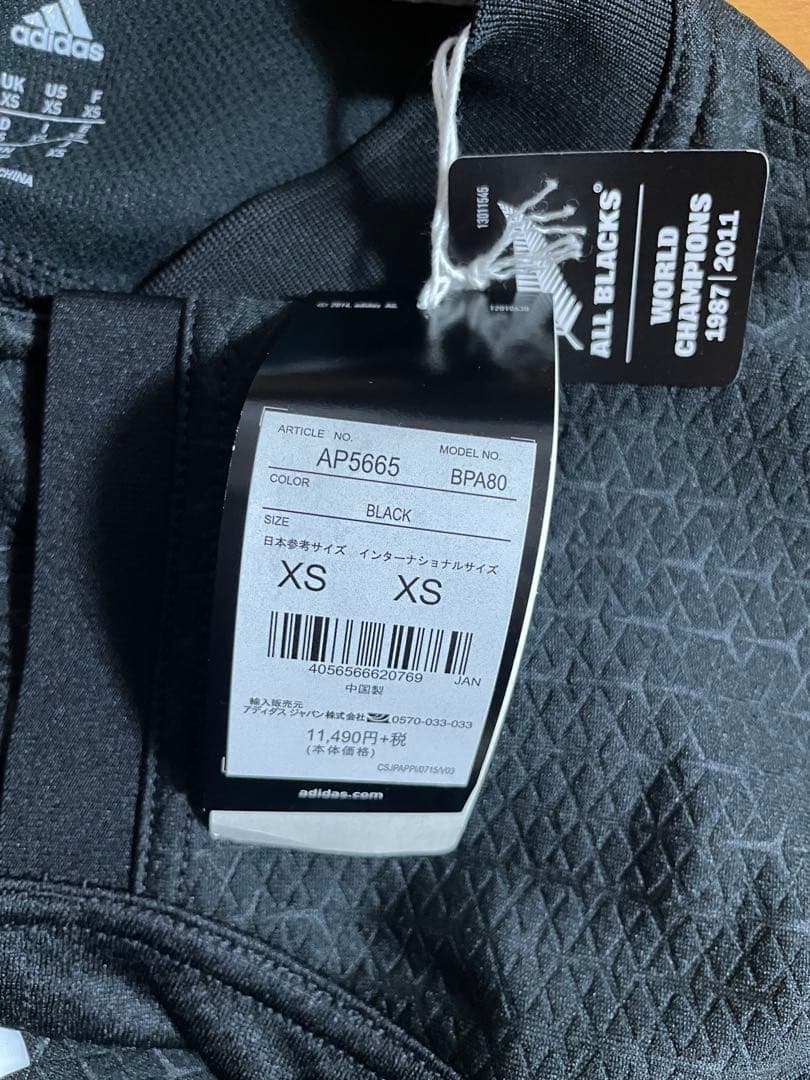 adidas
UK US F
XS XS XS
CHINA
13011545
ALL BLACKS®
WORLD
CHAMPIONS
1987 | 2011
12010630
ARTICLE NO.
MODEL NO.
AP5665
BPA80
COLOR
BLACK
SIZE
日本参考サイズ インターナショナルサイズ
XS XS
4056566620769 JAN
中国製
輸入販売元
アディダス ジャパン株式会社 0570-033-033
11,490円+税
(本体価格)
CSJPAPPI/0715/V03
adidas.com